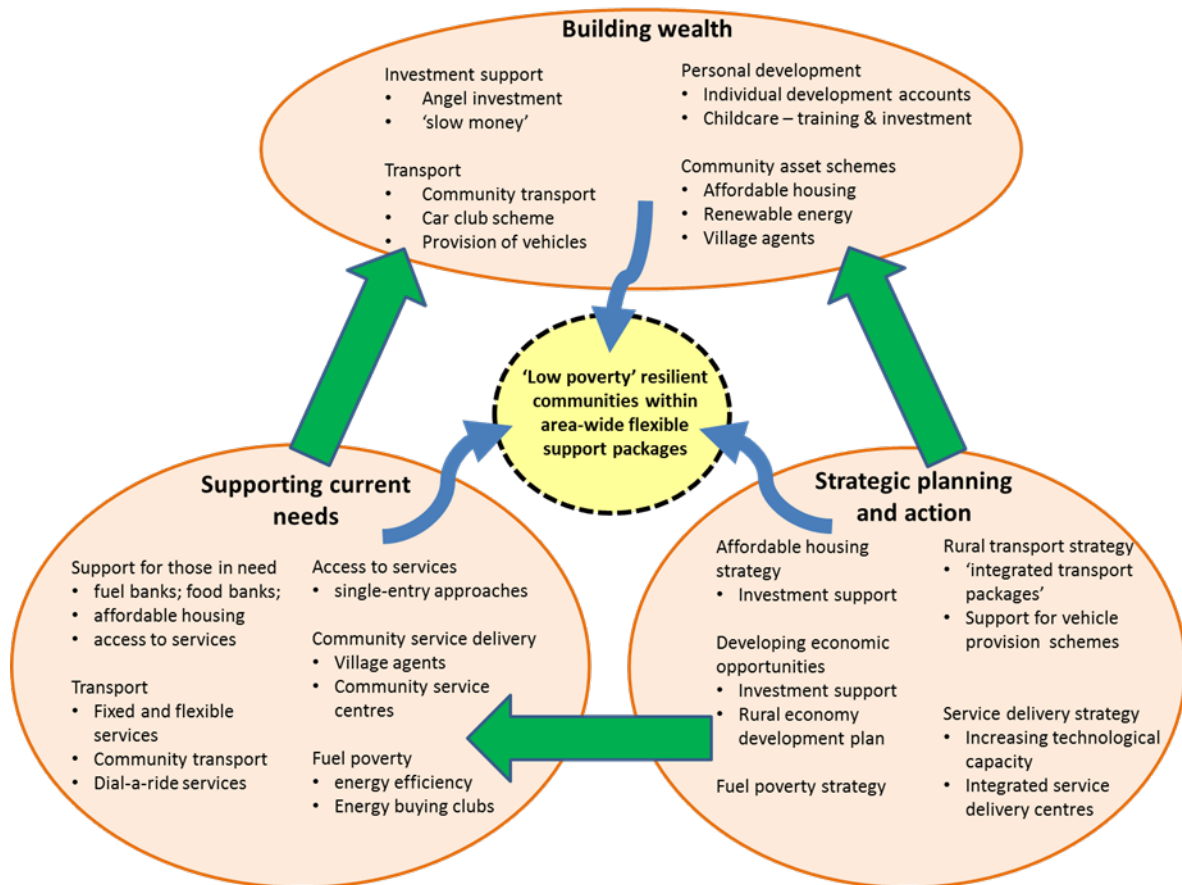 Building wealth
Investment support
• Angel investment
• ‘slow money’
Transport
• Community transport
• Car club scheme
• Provision of vehicles
Personal development
• Individual development accounts
• Childcare – training & investment
Community asset schemes
• Affordable housing
• Renewable energy
• Village agents
‘Low poverty’ resilient
communities within
area-wide flexible
support packages
Supporting current
needs
Support for those in need
• fuel banks; food banks;
• affordable housing
• access to services
Transport
• Fixed and flexible
services
• Community transport
• Dial-a-ride services
Access to services
• single-entry approaches
Community service delivery
• Village agents
• Community service
centres
Fuel poverty
• energy efficiency
• Energy buying clubs
Strategic planning
and action
Affordable housing
strategy
• Investment support
Developing economic
opportunities
• Investment support
• Rural economy
development plan
Fuel poverty strategy
Rural transport strategy
• ‘integrated transport
packages’
• Support for vehicle
provision schemes
Service delivery strategy
• Increasing technological
capacity
• Integrated service
delivery centres